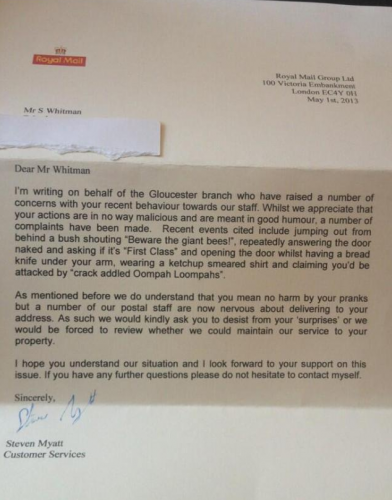 Royal Mail
Royal Mail Group Ltd
100 Victoria Embankment
London EC4Y 0H
May 1st, 2013
Mr S Whitman
Dear Mr Whitman
I'm writing on behalf of the Gloucester branch who have raised a number of
concerns with your recent behaviour towards our staff. Whilst we appreciate that
your actions are in no way malicious and are meant in good humour, a number of
complaints have been made. Recent events cited include jumping out from
behind a bush shouting "Beware the giant bees!", repeatedly answering the door
naked and asking if it's "First Class" and opening the door whilst having a bread
knife under your arm, wearing a ketchup smeared shirt and claiming you'd be
attacked by "crack addled Oompah Loompahs".
As mentioned before we do understand that you mean no harm by your pranks
but a number of our postal staff are now nervous about delivering to your
address. As such we would kindly ask you to desist from your 'surprises' or we
would be forced to review whether we could maintain our service to your
property.
I hope you understand our situation and I look forward to your support on this
issue. If you have any further questions please do not hesitate to contact myself.
Sincerely,
Steven Myatt
Customer Services